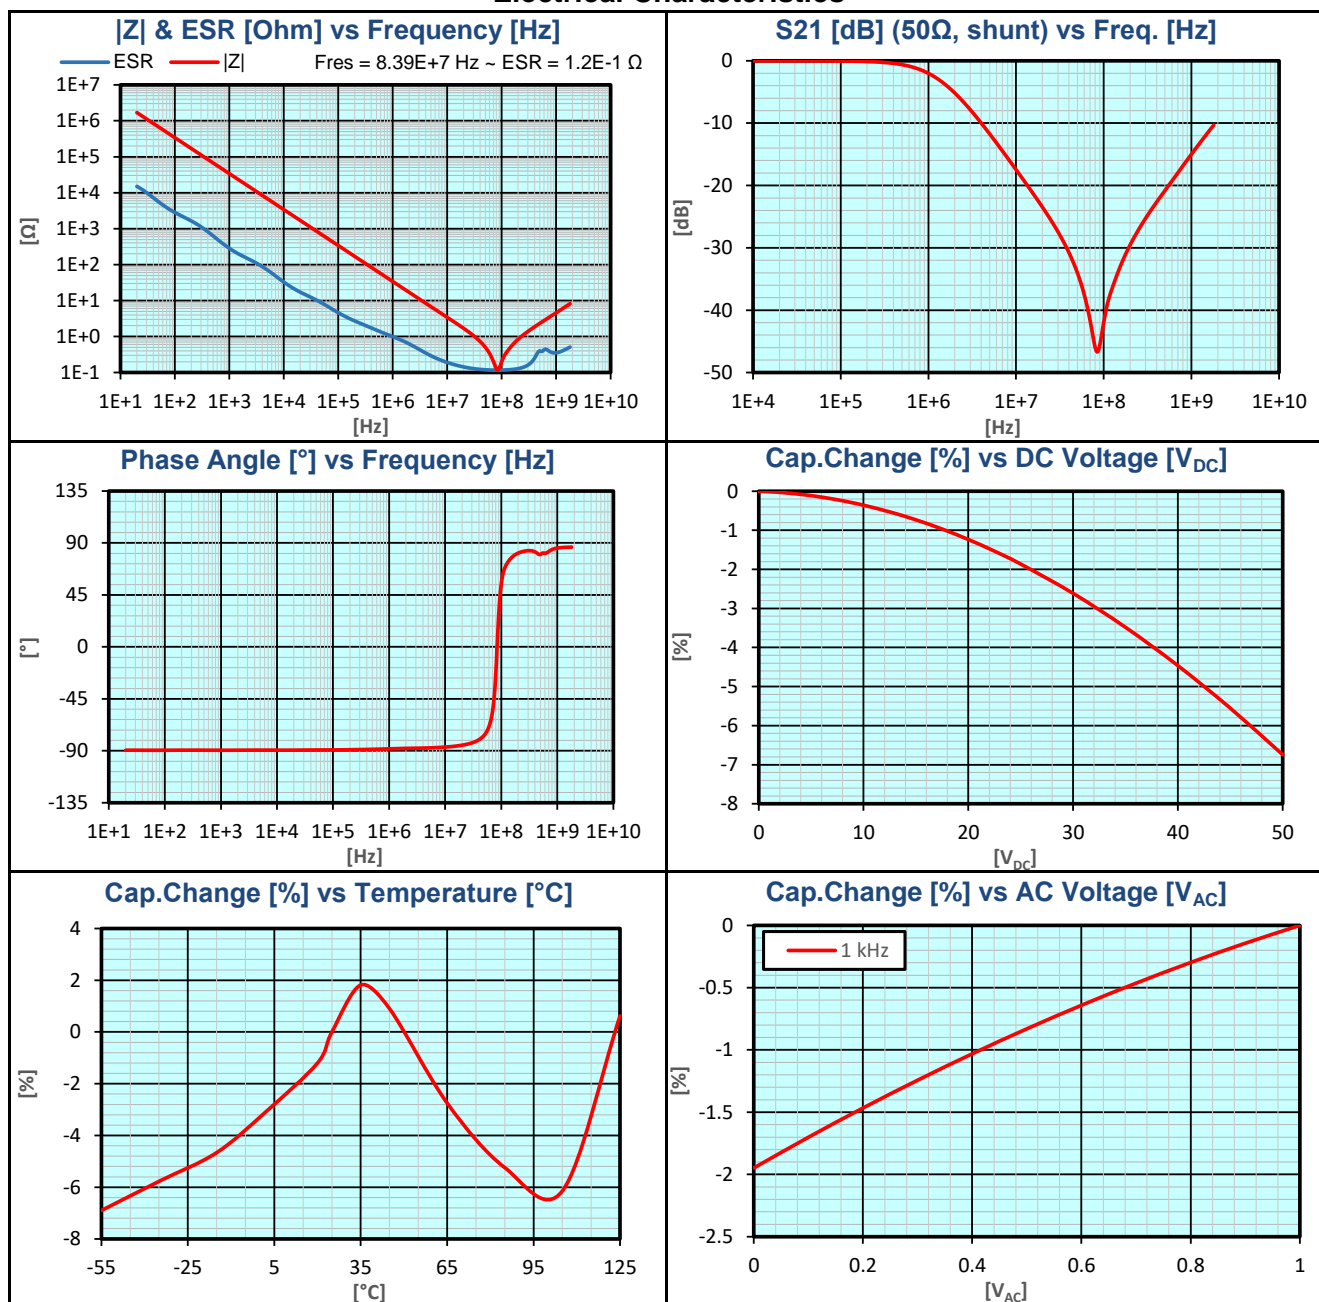 |Z| & ESR [Ohm] vs Frequency [Hz]
ESR |Z| Fres = 8.39E+7 Hz ~ ESR = 1.2E-1 Ω
1E+7
1E+6
1E+5
1E+4
1E+3
1E+2
1E+1
1E+0
1E-1
[Ω]
1E+1 1E+2 1E+3 1E+4 1E+5 1E+6 1E+7 1E+8 1E+9 1E+10
[Hz]
S21 [dB] (50Ω, shunt) vs Freq. [Hz]
0
-10
-20
-30
-40
-50
[dB]
1E+4 1E+5 1E+6 1E+7 1E+8 1E+9 1E+10
[Hz]
Phase Angle [°] vs Frequency [Hz]
135
90
45
0
-45
-90
-135
[°]
1E+1 1E+2 1E+3 1E+4 1E+5 1E+6 1E+7 1E+8 1E+9 1E+10
[Hz]
Cap.Change [%] vs DC Voltage [VDC]
0
-1
-2
-3
-4
-5
-6
-7
-8
[%]
0 10 20 30 40 50
[VDC]
Cap.Change [%] vs Temperature [°C]
4
2
0
-2
-4
-6
-8
[%]
-55 -25 5 35 65 95 125
[°C]
Cap.Change [%] vs AC Voltage [VAC]
1 kHz
0
-0.5
-1
-1.5
-2
-2.5
[%]
0 0.2 0.4 0.6 0.8 1
[VAC]